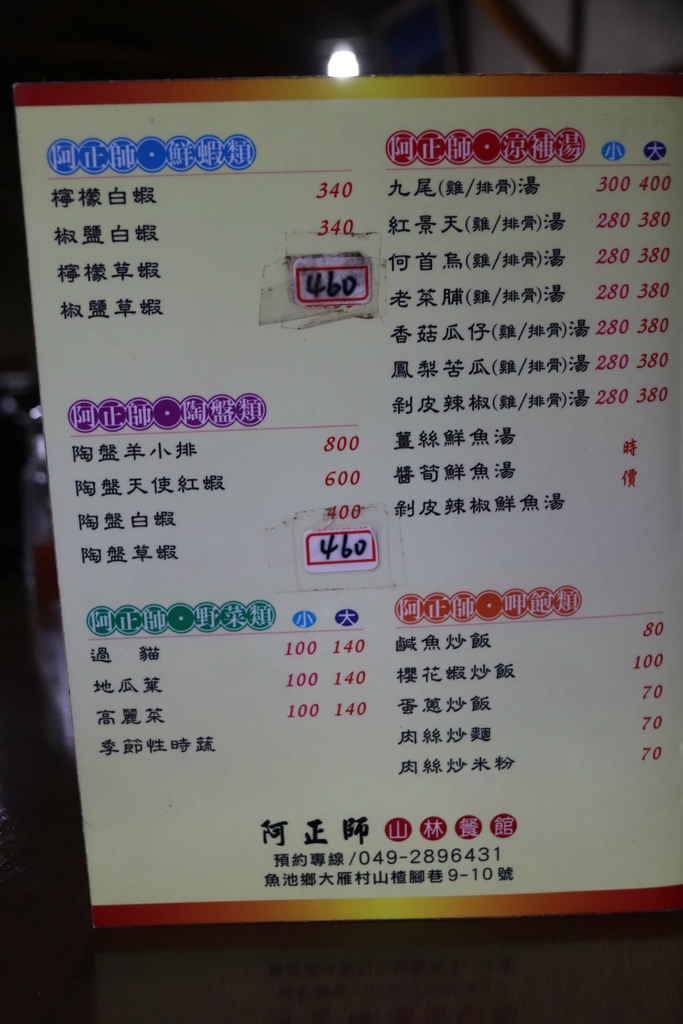 阿正師•鮮蝦類
檸檬白蝦 340
椒鹽白蝦 340
檸檬草蝦 460
椒鹽草蝦
阿正師•陶盤類
陶盤羊小排 800
陶盤天使紅蝦 600
陶盤白蝦 400
陶盤草蝦 460
阿正師•野菜類 小 大
過 貓 100 140
地瓜葉 100 140
高麗菜 100 140
季節性時蔬
阿正師•涼補湯 小 大
九尾(雞/排骨)湯 300 400
紅景天(雞/排骨)湯 280 380
何首烏(雞/排骨)湯 280 380
老菜脯(雞/排骨)湯 280 380
香菇瓜仔(雞/排骨)湯 280 380
鳳梨苦瓜(雞/排骨)湯 280 380
剝皮辣椒(雞/排骨)湯 280 380
薑絲鮮魚湯
醬筍鮮魚湯
剝皮辣椒鮮魚湯
時價
阿正師•呷飽類
鹹魚炒飯 80
櫻花蝦炒飯 100
蛋蔥炒飯 70
肉絲炒麵 70
肉絲炒米粉 70
阿正師 山林餐館
預約專線/049-2896431
魚池鄉大雁村山楂腳巷9-10號